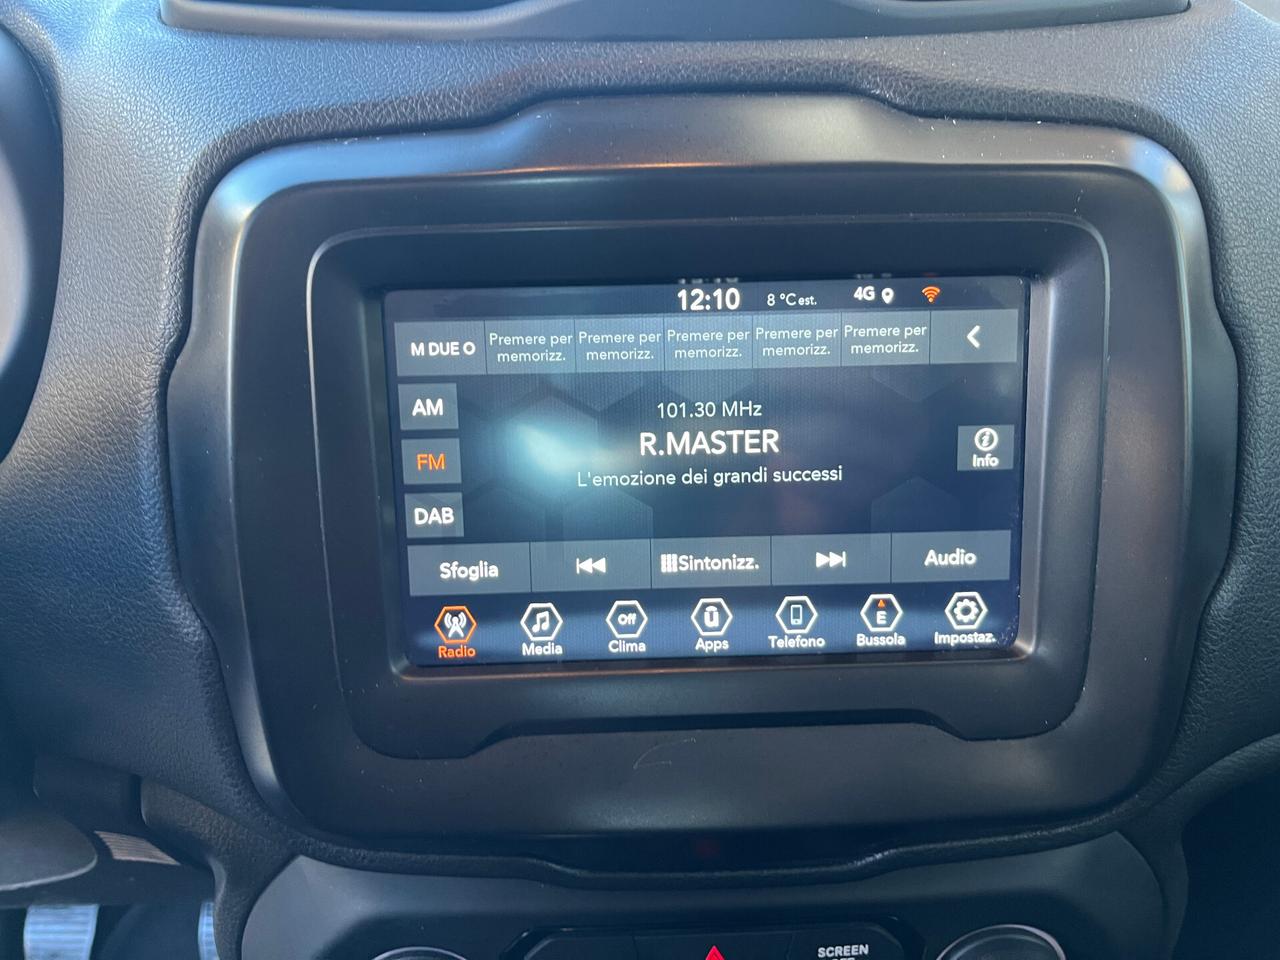 12:10 8 °C est. 4G
M DUE O Premere per memorizz. Premere per memorizz. Premere per memorizz. Premere per memorizz. Premere per memorizz.
AM
101.30 MHz
R.MASTER
FM
L'emozione dei grandi successi
Info
DAB
Sfoglia Sintonizz. Audio
Off E
Radio Media Clima Apps Telefono Bussola Impostaz.
SCREEN